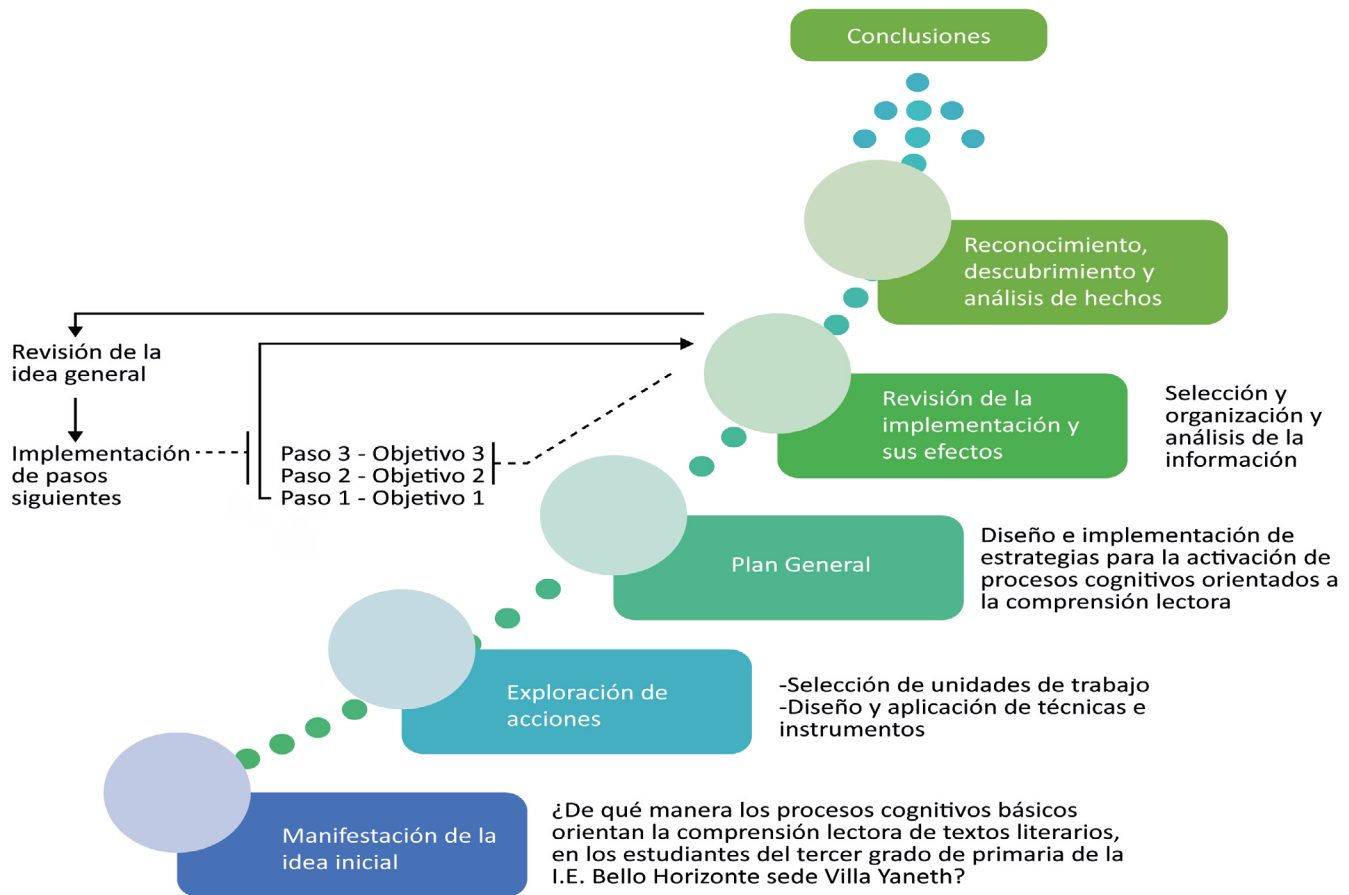 Conclusiones
Reconocimiento,
descubrimiento y
análisis de hechos
Revisión de la
idea general
Implementación
de pasos
siguientes
Paso 3 - Objetivo 3
Paso 2 - Objetivo 2
Paso 1 - Objetivo 1
Revisión de la
implementación y
sus efectos
Selección y
organización y
análisis de la
información
Plan General
Diseño e implementación de
estrategias para la activación de
procesos cognitivos orientados a
la comprensión lectora
Exploración de
acciones
-Selección de unidades de trabajo
-Diseño y aplicación de técnicas e
instrumentos
Manifestación de la
idea inicial
¿De qué manera los procesos cognitivos básicos
orientan la comprensión lectora de textos literarios,
en los estudiantes del tercer grado de primaria de la
I.E. Bello Horizonte sede Villa Yaneth?